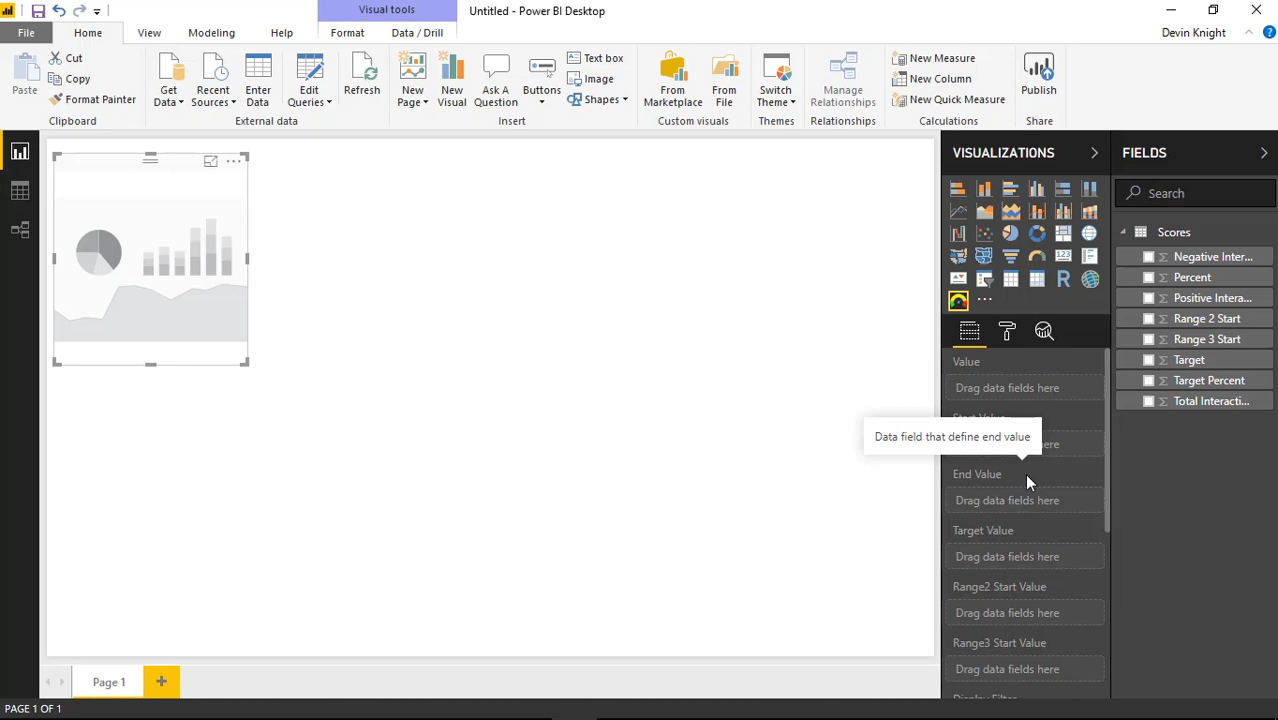 Visual tools
Untitled - Power BI Desktop
File
Home
View
Modeling
Help
Format
Data / Drill
Devin Knight
Paste
Cut
Copy
Format Painter
Clipboard
Get Data
Recent Sources
Enter Data
Edit Queries
Refresh
External data
New Page
New Visual
Ask A Question
Buttons
Text box
Image
Shapes
Insert
From Marketplace
From File
Custom visuals
Switch Theme
Themes
Manage Relationships
Relationships
New Measure
New Column
New Quick Measure
Calculations
Publish
Share
VISUALIZATIONS
FIELDS
Search
Scores
Negative Inter...
Percent
Positive Intera...
Range 2 Start
Range 3 Start
Target
Target Percent
Total Interacti...
123
R
Value
Drag data fields here
Data field that define end value
here
End Value
Drag data fields here
Target Value
Drag data fields here
Range2 Start Value
Drag data fields here
Range3 Start Value
Drag data fields here
Page 1
PAGE 1 OF 1